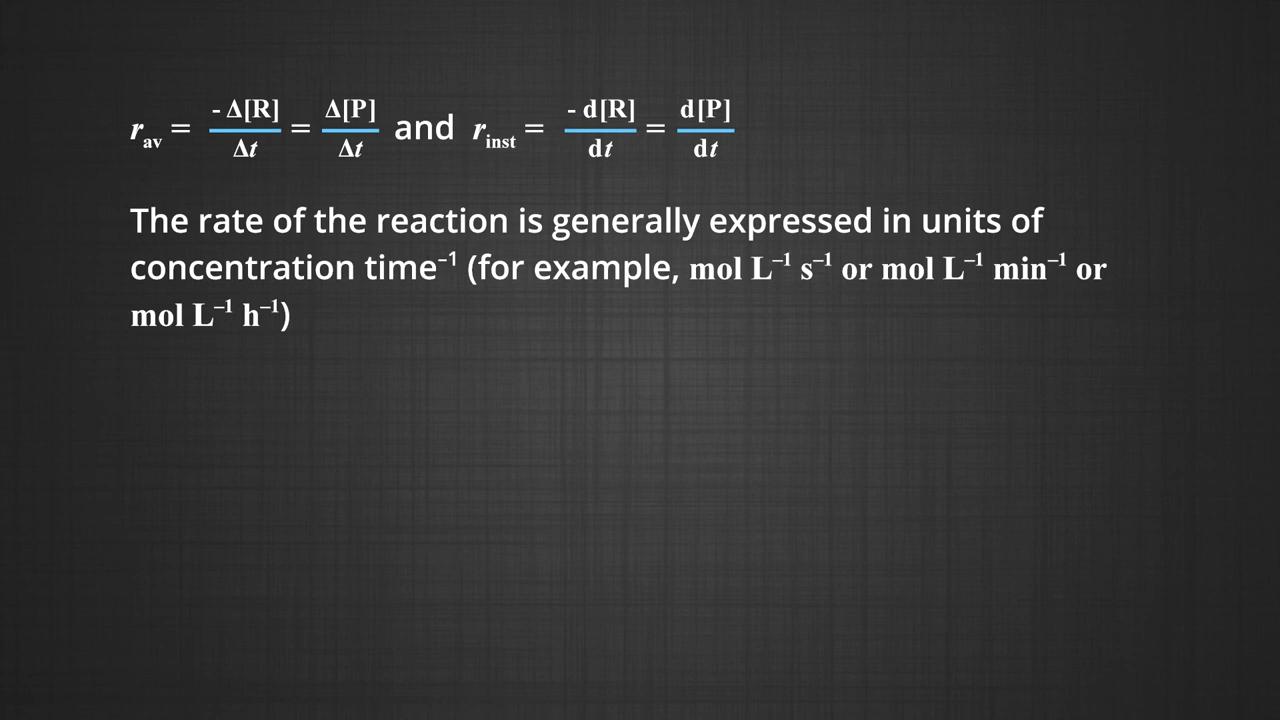 r_av = - Δ[R]/Δt = Δ[P]/Δt and r_inst = - d[R]/dt = d[P]/dt
The rate of the reaction is generally expressed in units of
concentration time⁻¹ (for example, mol L⁻¹ s⁻¹ or mol L⁻¹ min⁻¹ or
mol L⁻¹ h⁻¹)